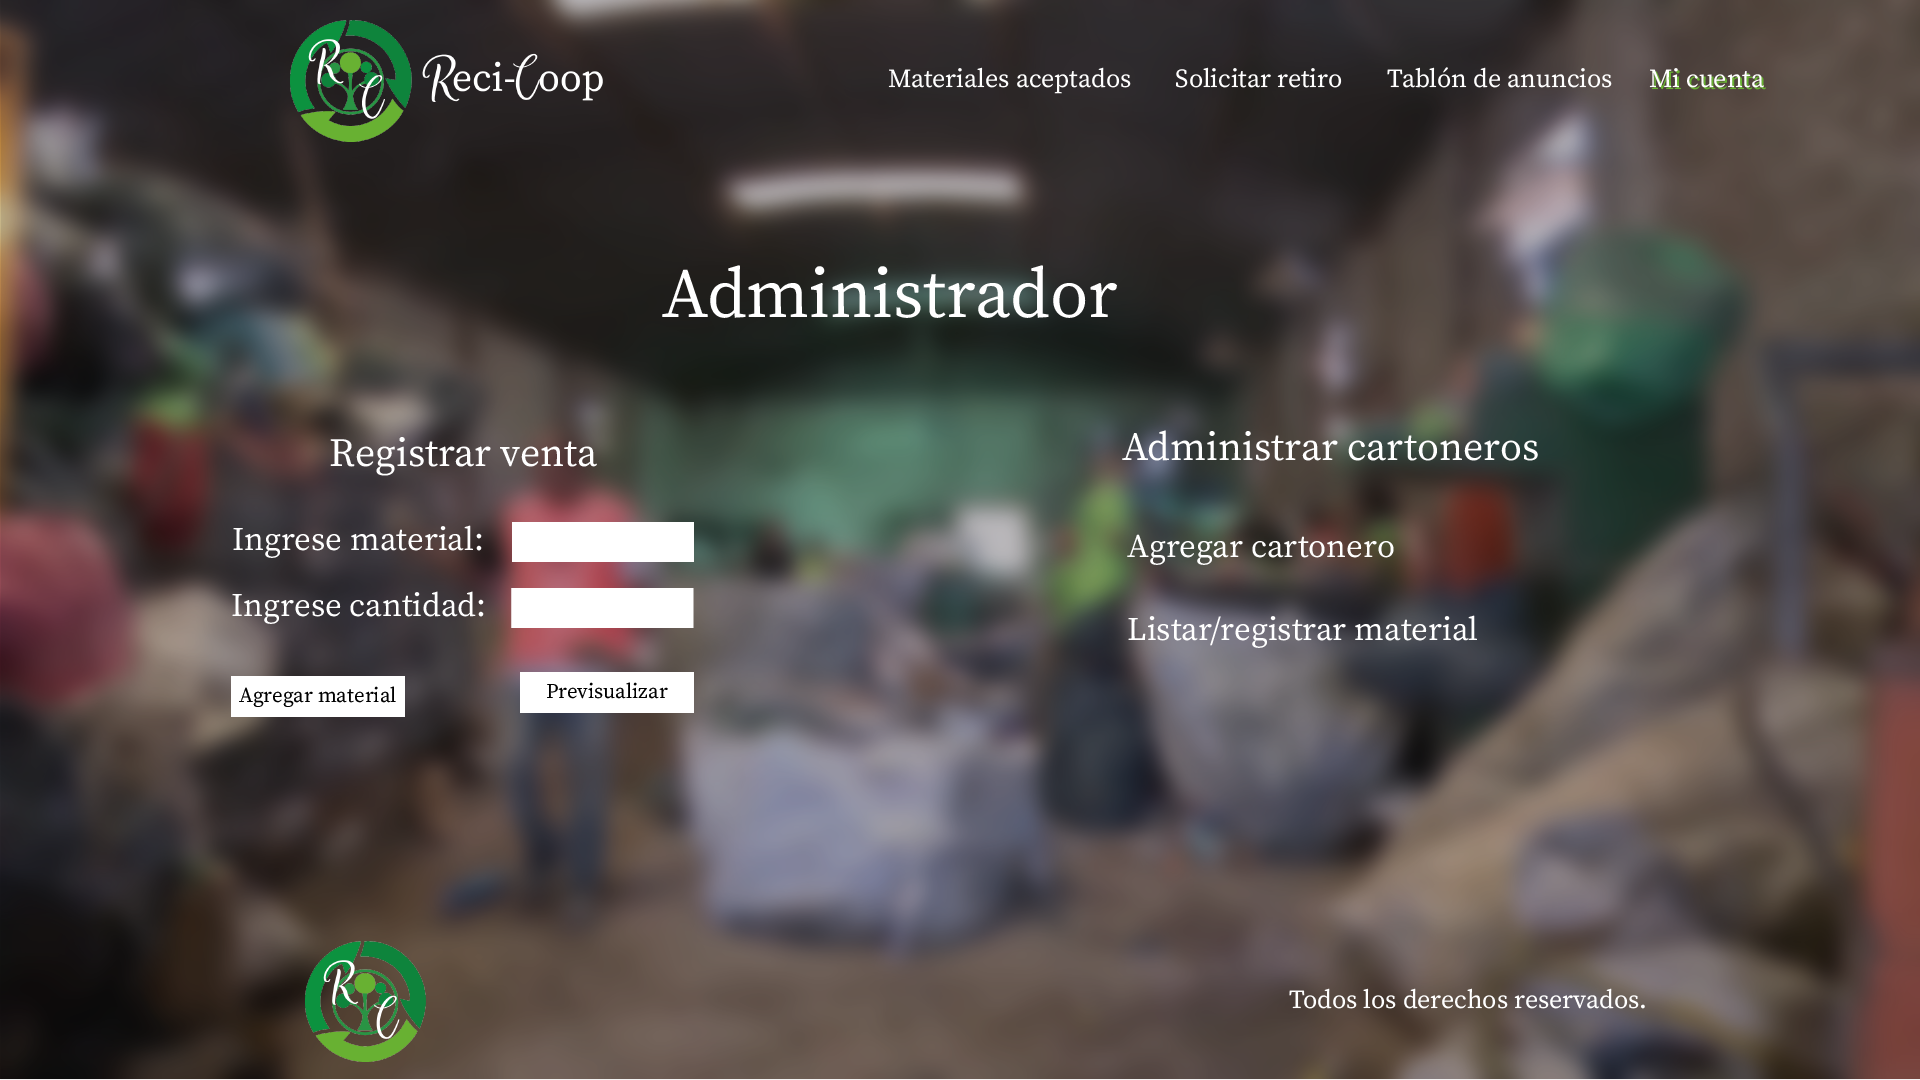 RC Reci-Coop
Materiales aceptados Solicitar retiro Tablón de anuncios Mi cuenta
Administrador
Registrar venta
Ingrese material:
Ingrese cantidad:
Agregar material Previsualizar
Administrar cartoneros
Agregar cartonero
Listar/registrar material
RC
Todos los derechos reservados.